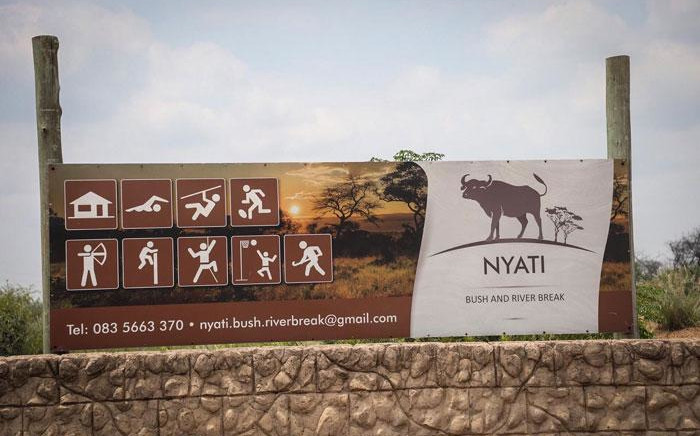 NYATI
BUSH AND RIVER BREAK
Tel: 083 5663 370 • nyati.bush.riverbreak@gmail.com